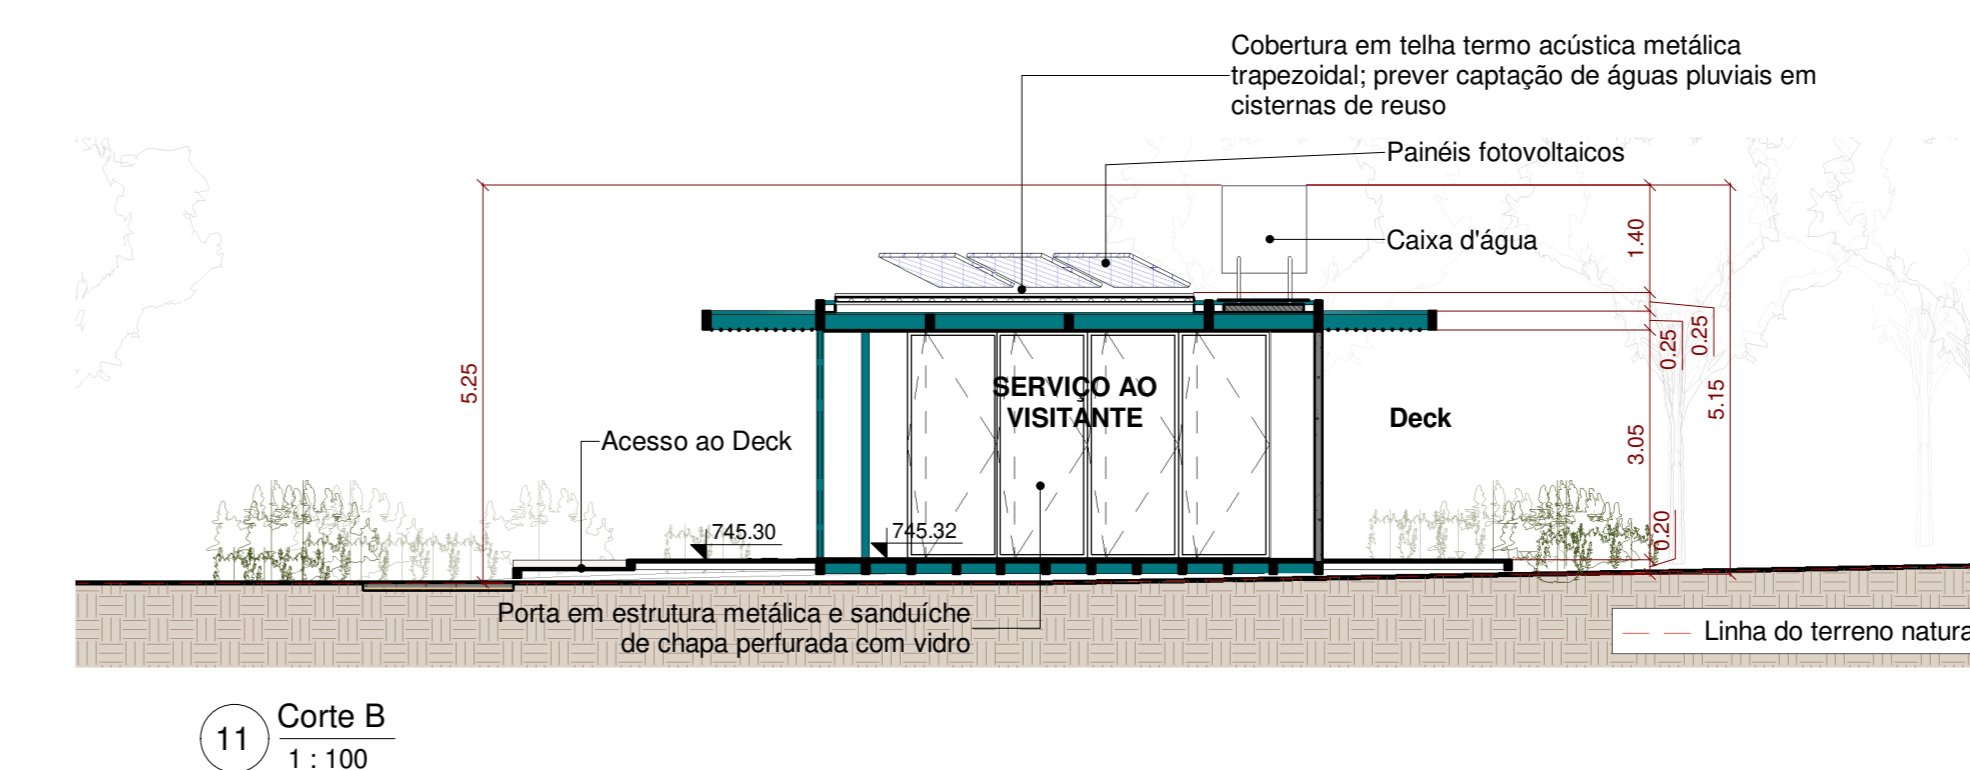 Cobertura em telha termo acústica metálica
trapezoidal; prever captação de águas pluviais em
cisternas de reuso
Painéis fotovoltaicos
Caixa d'água
1.40
0.25
0.25
5.25
SERVIÇO AO
VISITANTE
Deck
5.15
3.05
Acesso ao Deck
745.30
745.32
0.20
Porta em estrutura metálica e sanduíche
de chapa perfurada com vidro
Linha do terreno natura
11
Corte B
1 : 100